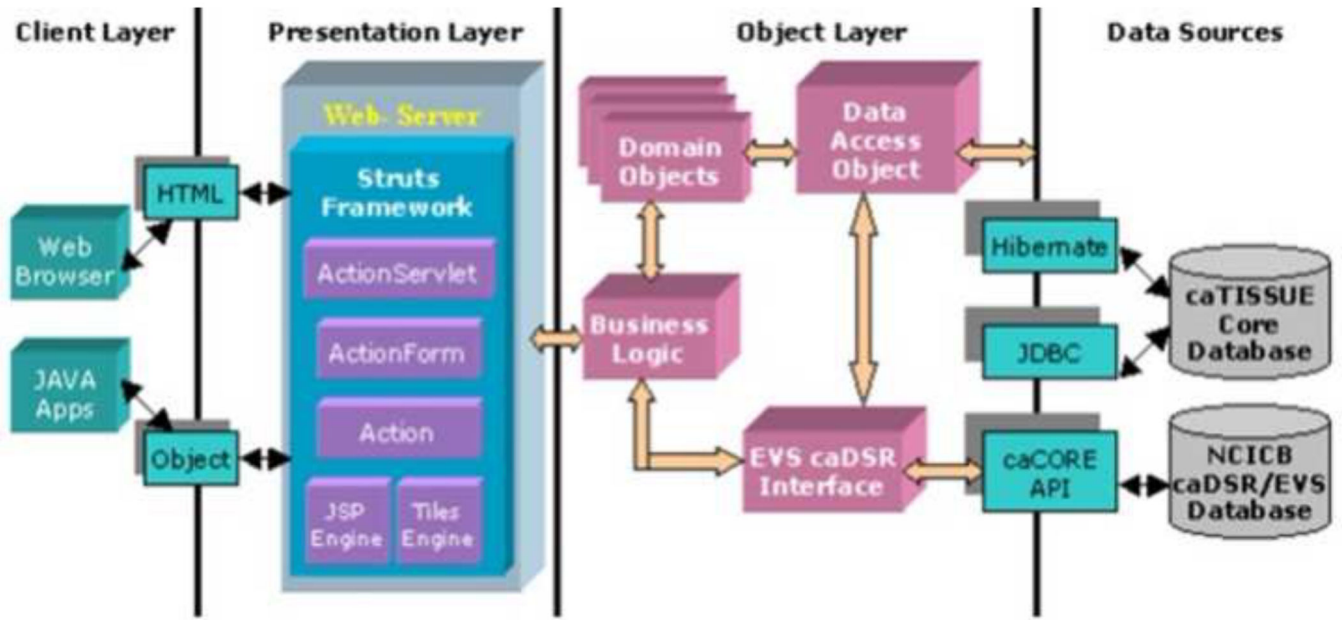 Client Layer
Presentation Layer
Object Layer
Data Sources
Web- Server
Struts
Framework
ActionServlet
ActionForm
Action
JSP
Engine
Tiles
Engine
HTML
Web
Browser
JAVA
Apps
Object
Domain
Objects
Data
Access
Object
Business
Logic
EVS caDSR
Interface
Hibernate
JDBC
caCORE
API
caTISSUE
Core
Database
NCICB
caDSR/EVS
Database